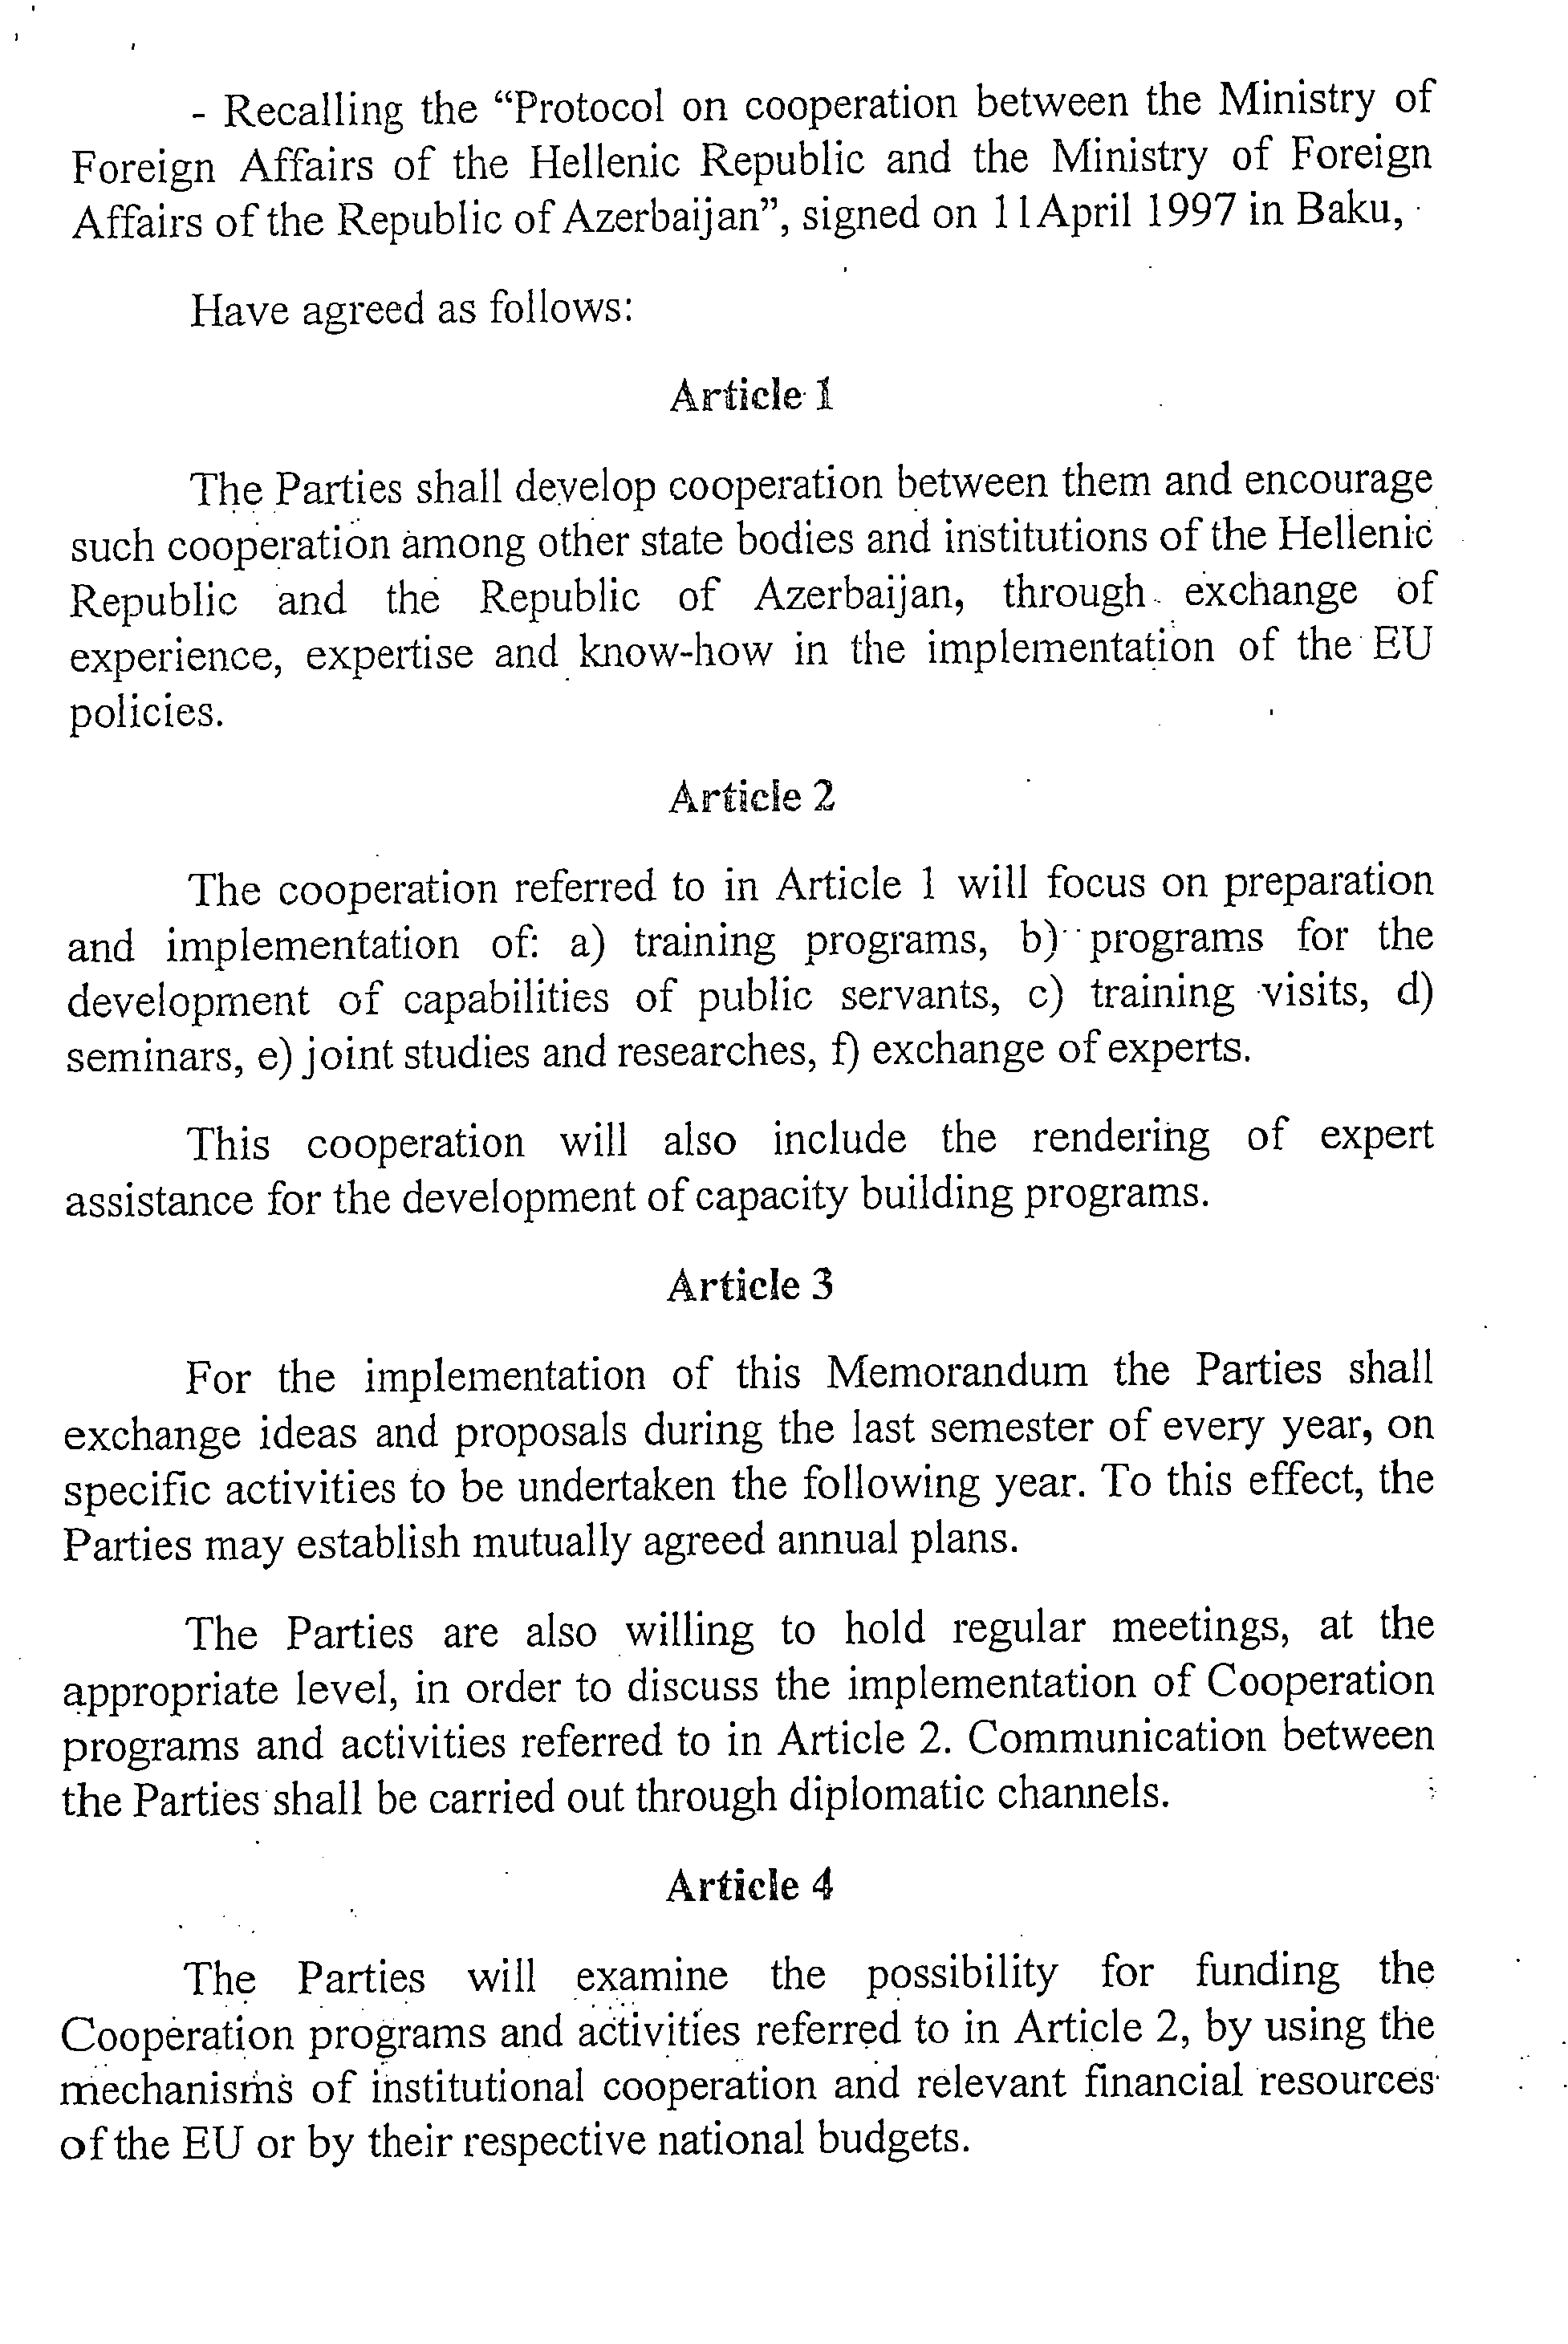 - Recalling the “Protocol on cooperation between the Ministry of
Foreign Affairs of the Hellenic Republic and the Ministry of Foreign
Affairs of the Republic of Azerbaijan”, signed on 11April 1997 in Baku,
Have agreed as follows:
Article 1
The Parties shall develop cooperation between them and encourage
such cooperation among other state bodies and institutions of the Hellenic
Republic and the Republic of Azerbaijan, through exchange of
experience, expertise and know-how in the implementation of the EU
policies.
Article 2
The cooperation referred to in Article 1 will focus on preparation
and implementation of: a) training programs, b) programs for the
development of capabilities of public servants, c) training visits, d)
seminars, e) joint studies and researches, f) exchange of experts.
This cooperation will also include the rendering of expert
assistance for the development of capacity building programs.
Article 3
For the implementation of this Memorandum the Parties shall
exchange ideas and proposals during the last semester of every year, on
specific activities to be undertaken the following year. To this effect, the
Parties may establish mutually agreed annual plans.
The Parties are also willing to hold regular meetings, at the
appropriate level, in order to discuss the implementation of Cooperation
programs and activities referred to in Article 2. Communication between
the Parties shall be carried out through diplomatic channels.
Article 4
The Parties will examine the possibility for funding the
Cooperation programs and activities referred to in Article 2, by using the
mechanisms of institutional cooperation and relevant financial resources
of the EU or by their respective national budgets.